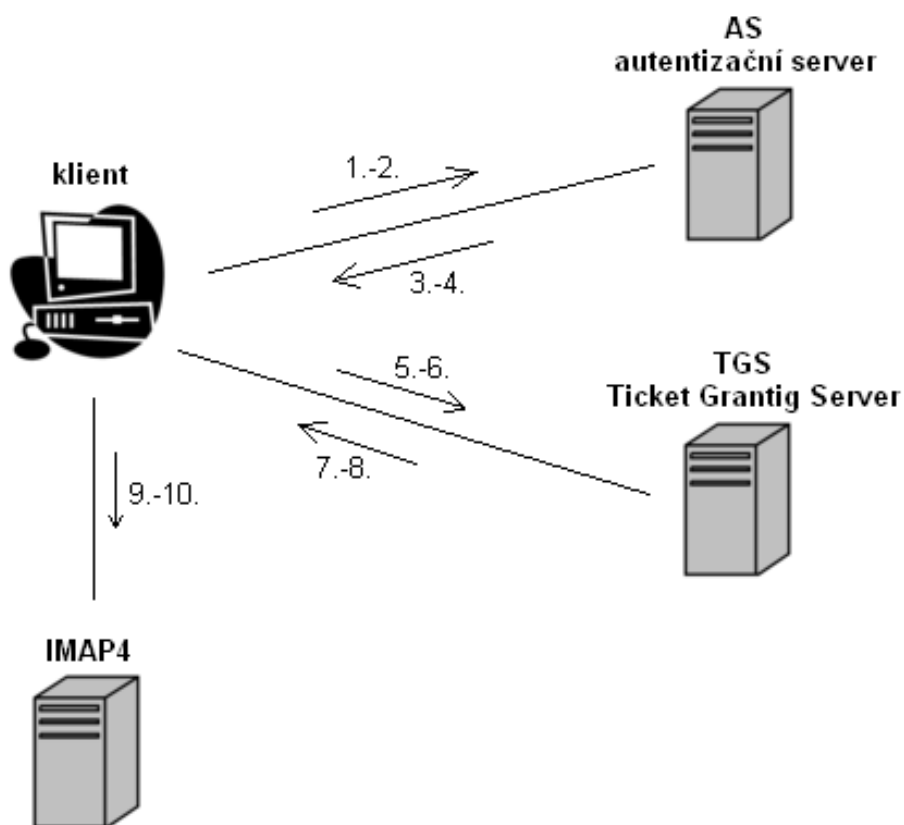 AS
autentizační server
klient
1.-2.
3.-4.
5.-6.
TGS
Ticket Grantig Server
7.-8.
9.-10.
IMAP4